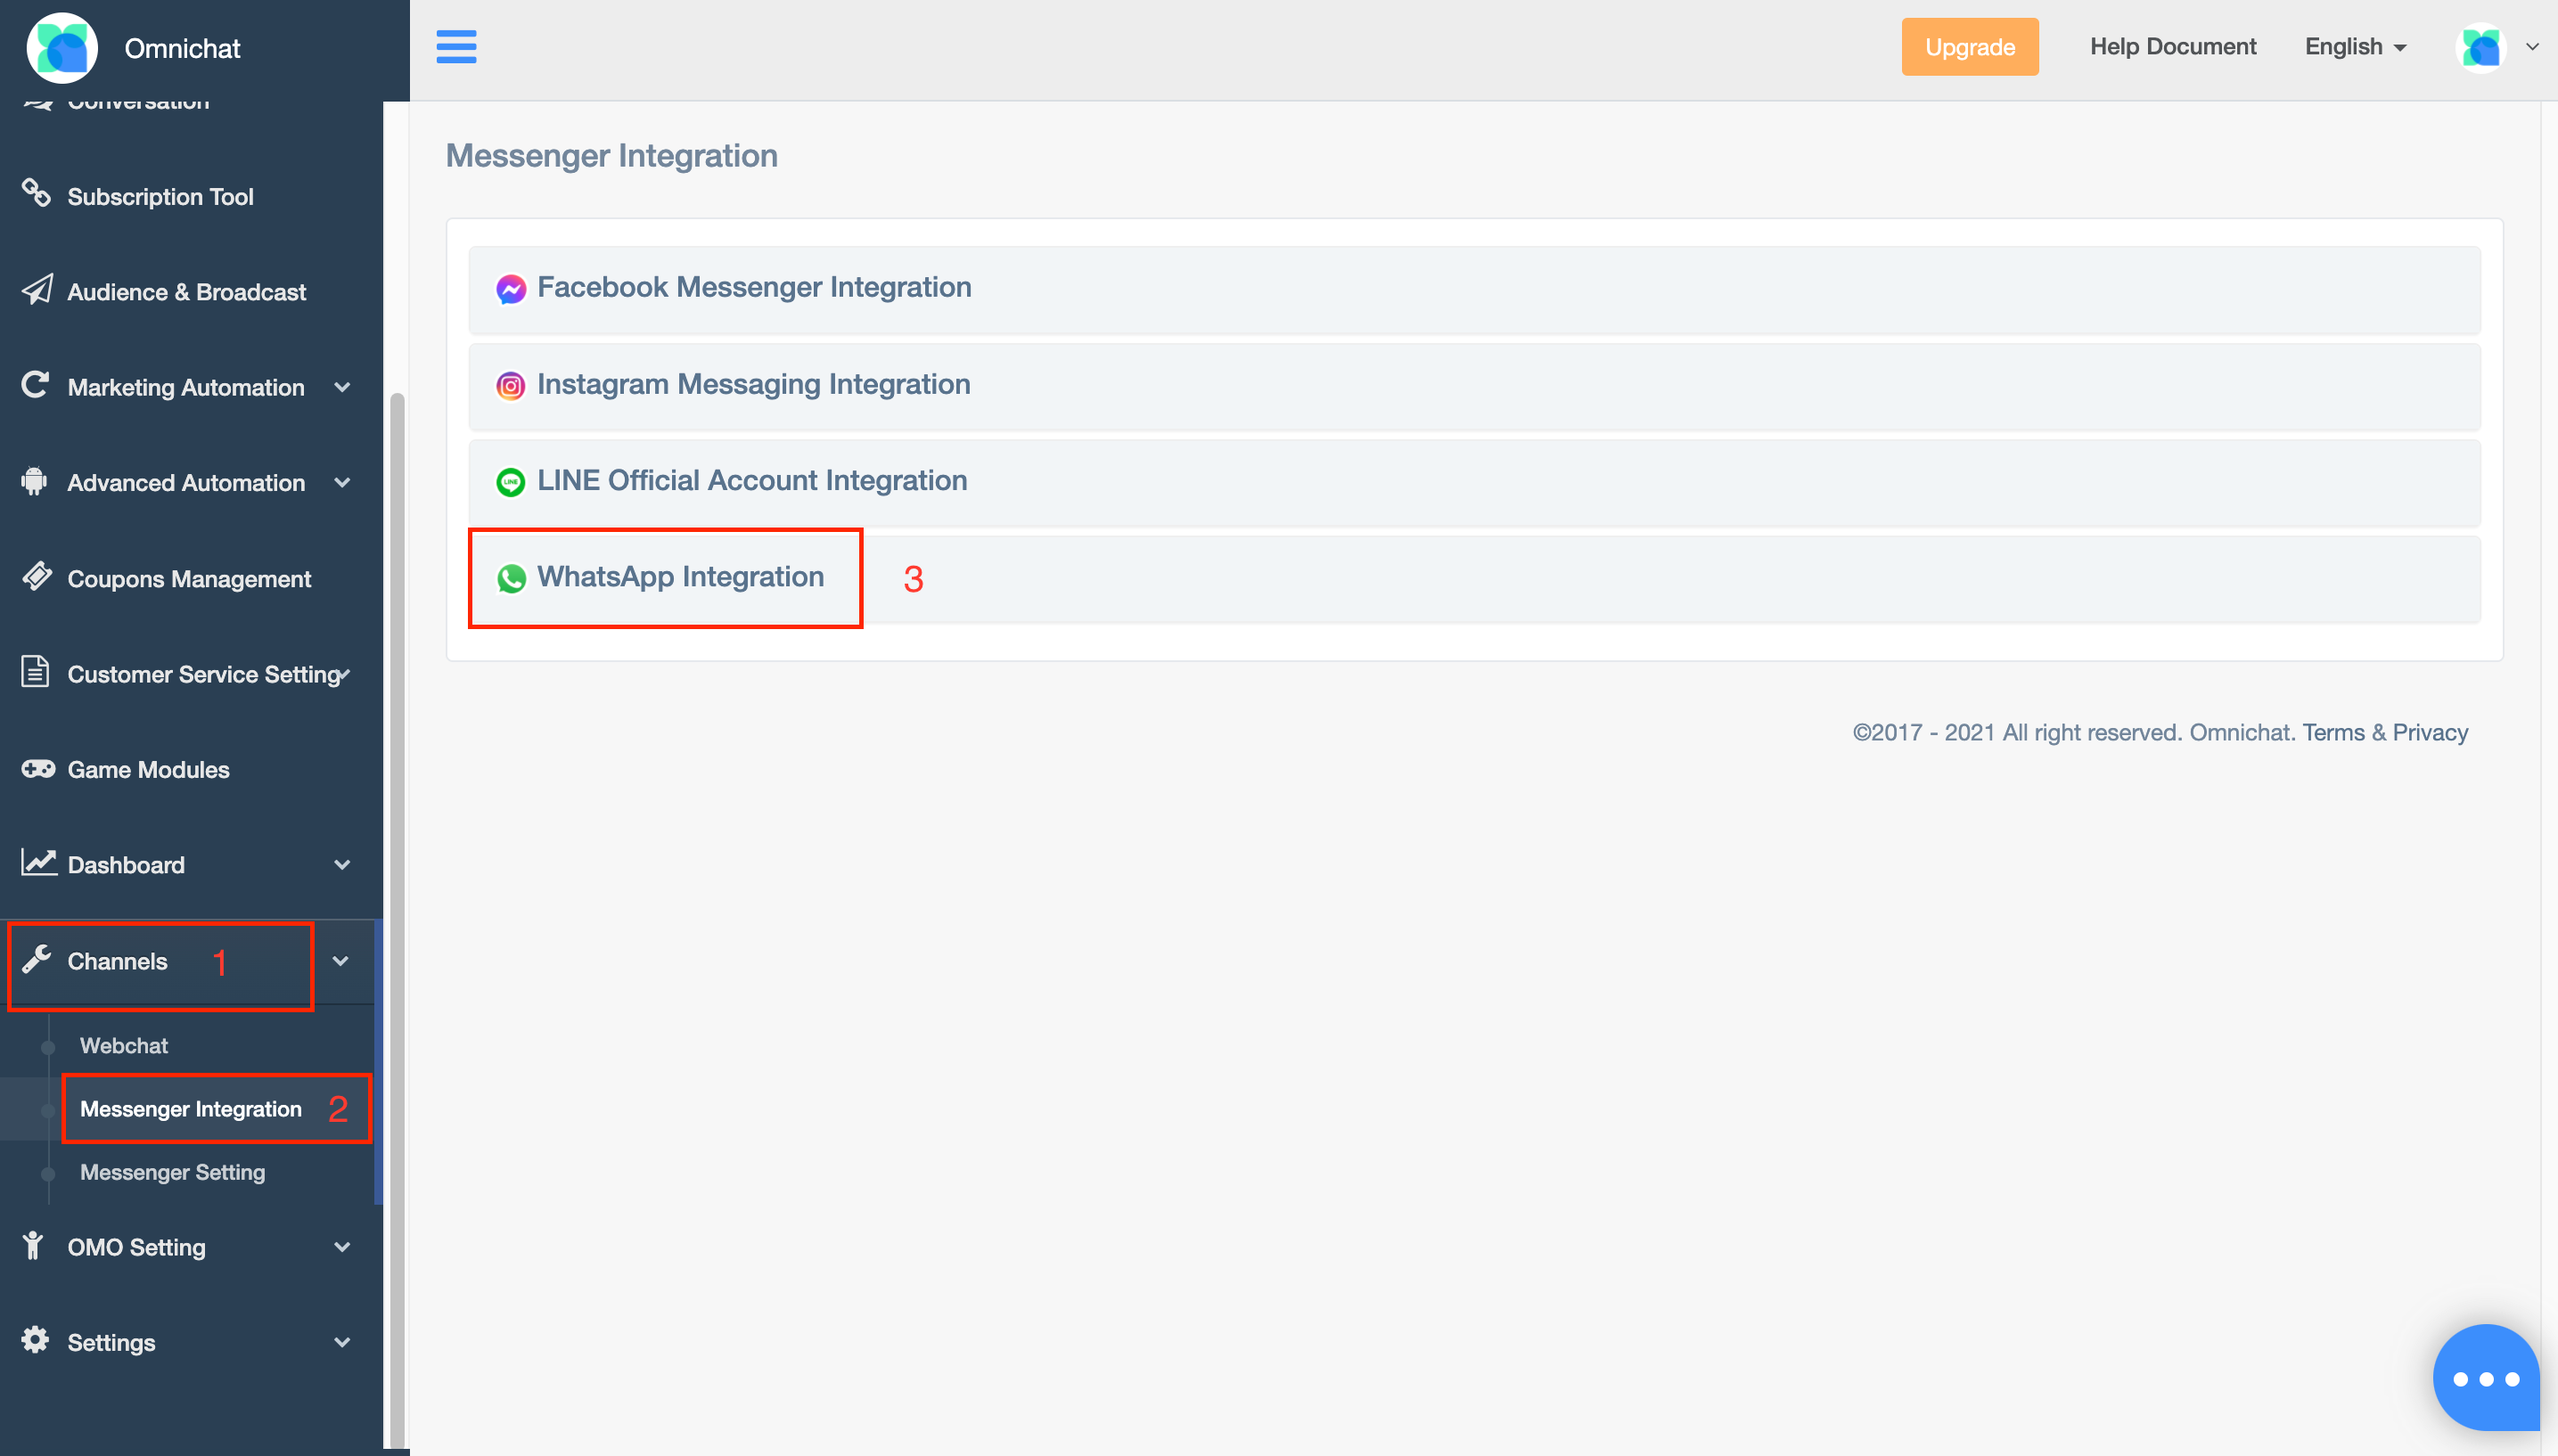 Omnichat
Upgrade
Help Document
English
Conversation
Subscription Tool
Audience & Broadcast
Marketing Automation
Advanced Automation
Coupons Management
Customer Service Setting
Game Modules
Dashboard
Channels 1
Webchat
Messenger Integration 2
Messenger Setting
OMO Setting
Settings
Messenger Integration
Facebook Messenger Integration
Instagram Messaging Integration
LINE
LINE Official Account Integration
WhatsApp Integration 3
©2017 - 2021 All right reserved. Omnichat. Terms & Privacy